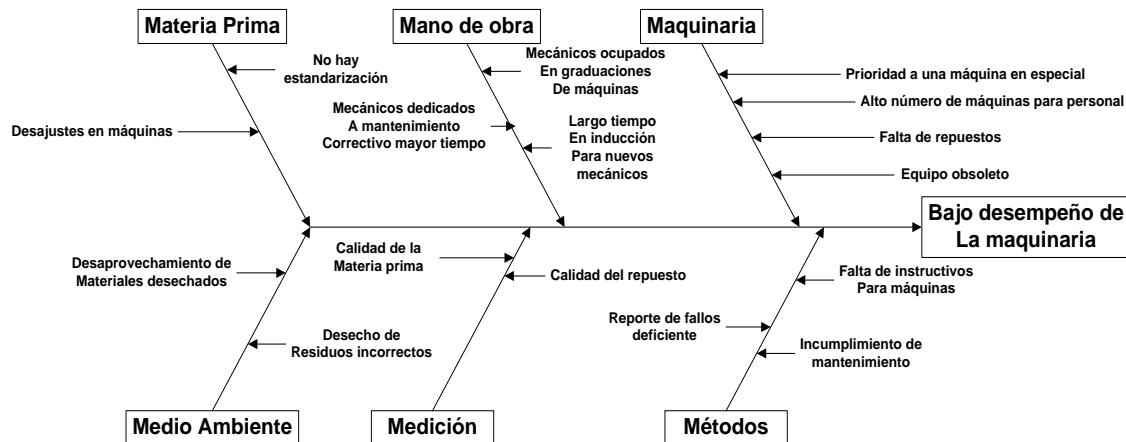 Materia Prima
Mano de obra
Maquinaria
No hay
estandarización
Desajustes en máquinas
Mecánicos ocupados
En graduaciones
De máquinas
Mecánicos dedicados
A mantenimiento
Correctivo mayor tiempo
Largo tiempo
En inducción
Para nuevos
mecánicos
Prioridad a una máquina en especial
Alto número de máquinas para personal
Falta de repuestos
Equipo obsoleto
Bajo desempeño de
La maquinaria
Desaprovechamiento de
Materiales desechados
Desecho de
Residuos incorrectos
Calidad de la
Materia prima
Calidad del repuesto
Falta de instructivos
Para máquinas
Reporte de fallos
deficiente
Incumplimiento de
mantenimiento
Medio Ambiente
Medición
Métodos